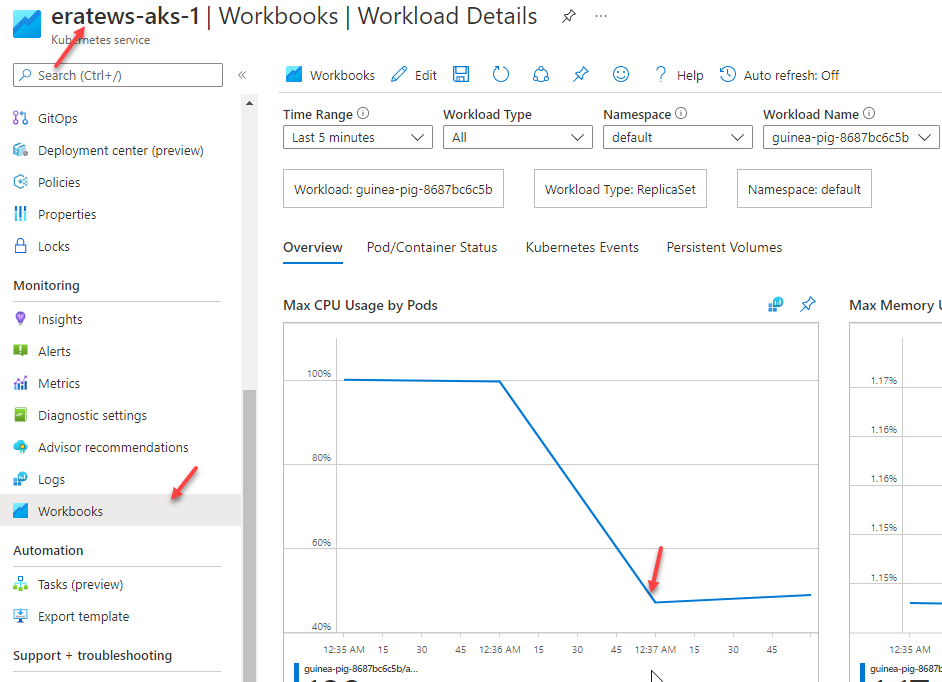 eratews-aks-1 | Workbooks | Workload Details
Kubernetes service
Search (Ctrl+/)
GitOps
Deployment center (preview)
Policies
Properties
Locks
Monitoring
Insights
Alerts
Metrics
Diagnostic settings
Advisor recommendations
Logs
Workbooks
Automation
Tasks (preview)
Export template
Support + troubleshooting
Workbooks Edit Help Auto refresh: Off
Time Range Workload Type Namespace Workload Name
Last 5 minutes All default guinea-pig-8687bc6c5b
Workload: guinea-pig-8687bc6c5b Workload Type: ReplicaSet Namespace: default
Overview Pod/Container Status Kubernetes Events Persistent Volumes
Max CPU Usage by Pods
100%
80%
60%
40%
12:35 AM 15 30 45 12:36 AM 15 30 45 12:37 AM 15 30 45
guinea-pig-8687bc6c5b/a...
Max Memory
1.17%
1.16%
1.16%
1.15%
1.15%
12:35 AM
guinea-pig-8687b